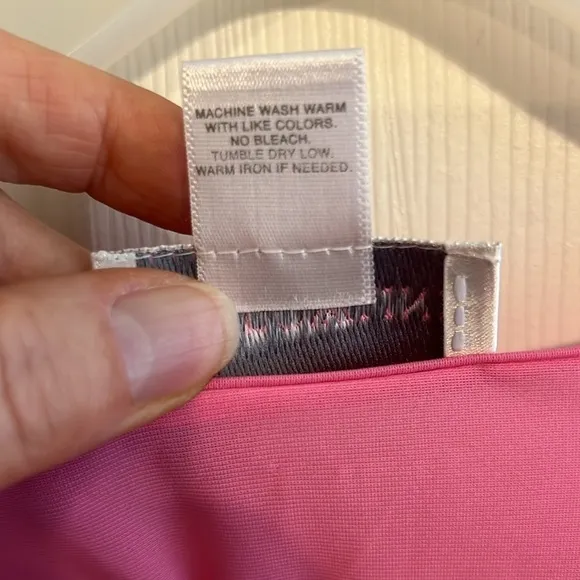 MACHINE WASH WARM
WITH LIKE COLORS.
NO BLEACH.
TUMBLE DRY LOW.
WARM IRON IF NEEDED.